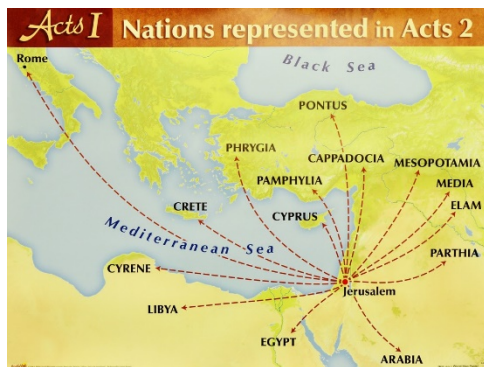 Acts I Nations represented in Acts 2
Rome
Black Sea
PONTUS
PHRYGIA
CAPPADOCIA
MESOPOTAMIA
PAMPHYLIA
MEDIA
CRETE
ELAM
CYPRUS
Mediterranean Sea
PARTHIA
CYRENE
Jerusalem
LIBYA
EGYPT
ARABIA